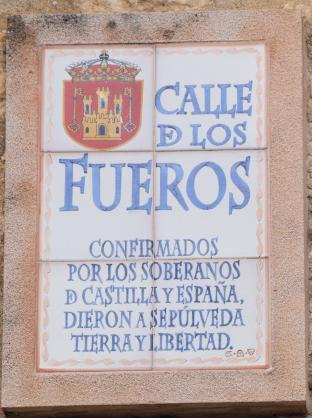 CALLE
D LOS
FUEROS
CONFIRMADOS
POR LOS SOBERANOS
D CASTILLA Y ESPAÑA,
DIERON A SEPÚLVEDA
TIERRA Y LIBERTAD.